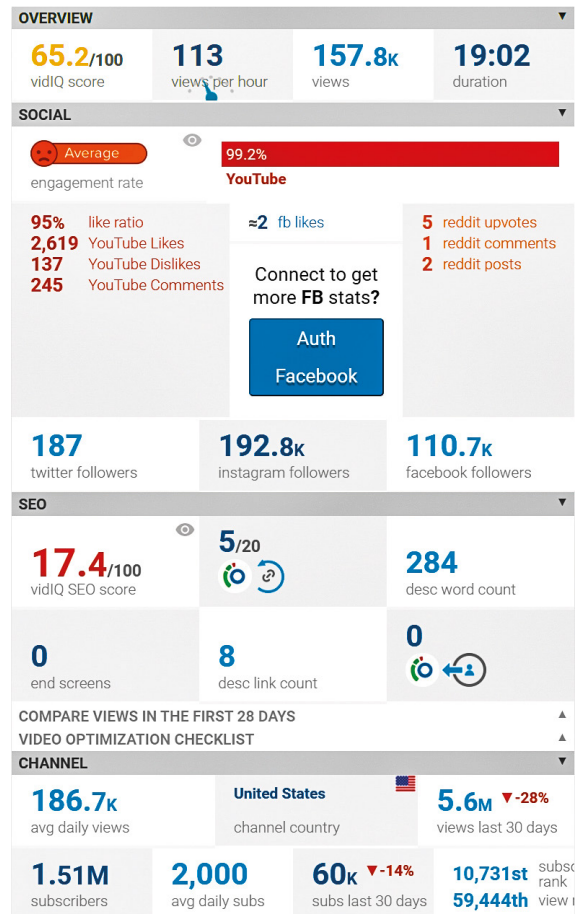 OVERVIEW
65.2/100
vidIQ score
113
views per hour
157.8K
views
19:02
duration
SOCIAL
Average
engagement rate
99.2%
YouTube
95% like ratio
2,619 YouTube Likes
137 YouTube Dislikes
245 YouTube Comments
≈2 fb likes
Connect to get
more FB stats?
Auth
Facebook
5 reddit upvotes
1 reddit comments
2 reddit posts
187
twitter followers
192.8K
instagram followers
110.7K
facebook followers
SEO
17.4/100
vidIQ SEO score
5/20
284
desc word count
0
end screens
8
desc link count
0
COMPARE VIEWS IN THE FIRST 28 DAYS
VIDEO OPTIMIZATION CHECKLIST
CHANNEL
186.7K
avg daily views
United States
channel country
5.6M ▼-28%
views last 30 days
1.51M
subscribers
2,000
avg daily subs
60K ▼-14%
subs last 30 days
10,731st
rank
59,444th view